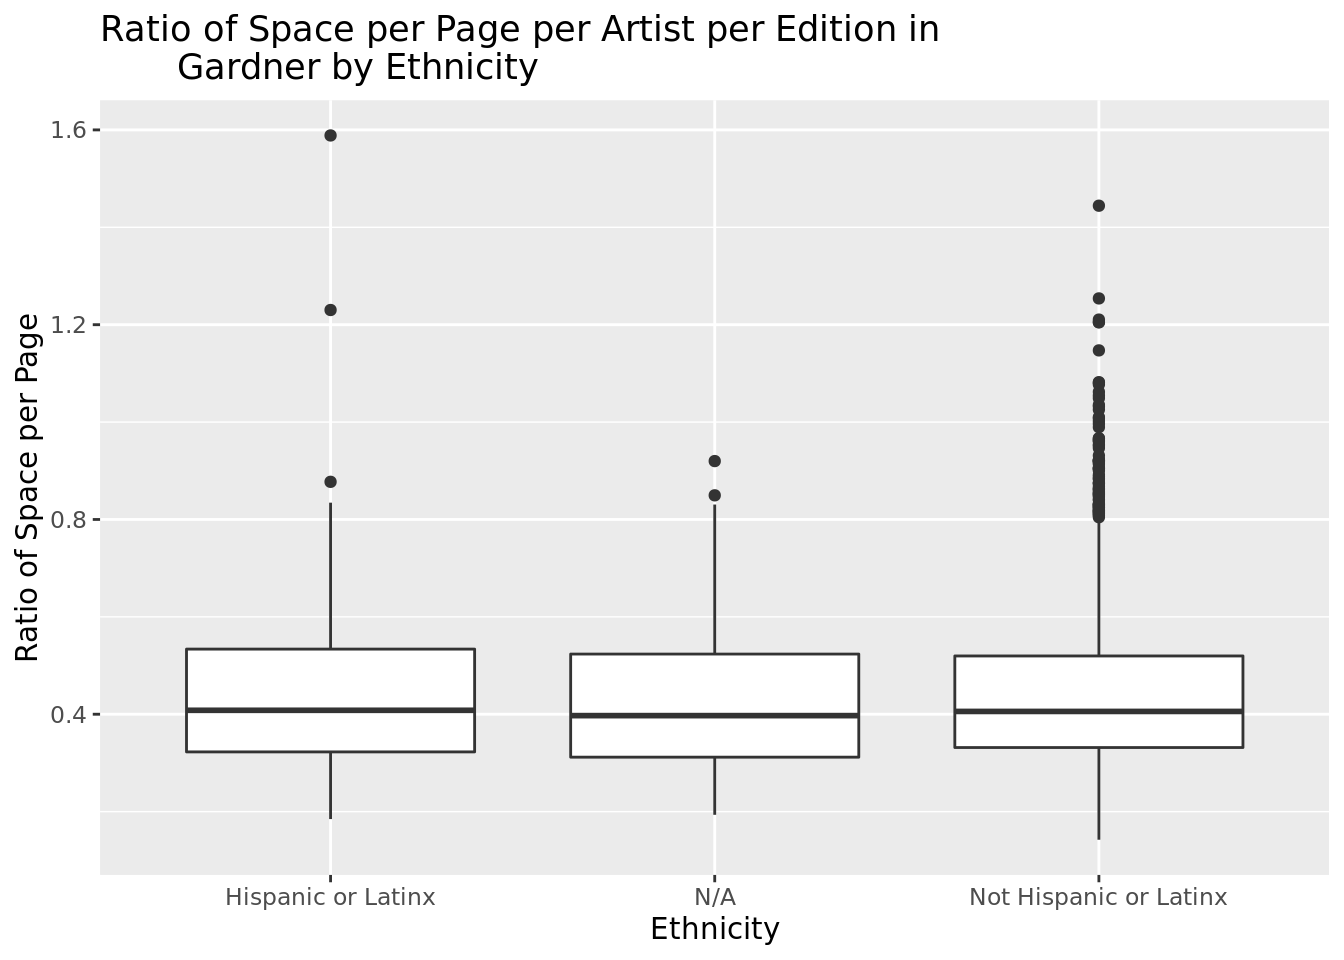 Ratio of Space per Page per Artist per Edition in
Gardner by Ethnicity
Ratio of Space per Page
1.6
1.2
0.8
0.4
Hispanic or Latinx
N/A
Not Hispanic or Latinx
Ethnicity